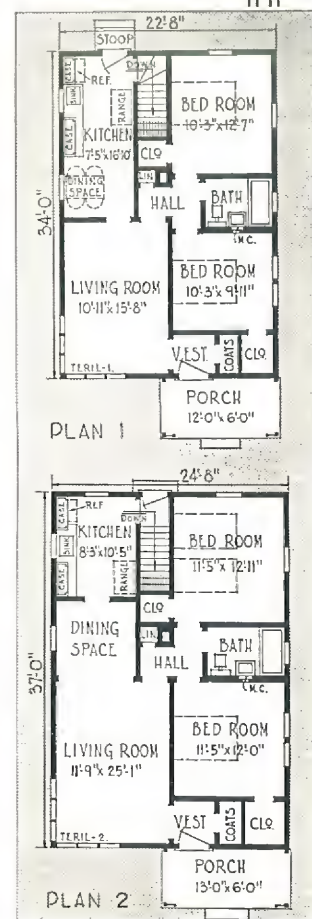 22'-8"
STOOP
CASE
REF.
DOWN
SINK
RANGE
BED ROOM
10'-3"x12'-7"
CASE
KITCHEN
7'-5"x16'-10"
CLO
DINING
SPACE
LIN
HALL
BATH
34'-0"
M.C.
BED ROOM
10'-3"x9'-11"
LIVING ROOM
10'-11"x15'-8"
VEST.
COATS
CLO.
TERIL-1.
PORCH
12'-0"x6'-0"
PLAN 1
24'-8"
CASE
REF
DOWN
KITCHEN
8'-3"x10'-5"
SINK
CASE
RANGE
BED ROOM
11'-5"x12'-11"
CLO
DINING
SPACE
LIN
HALL
BATH
37'-0"
M.C.
BED ROOM
11'-5"x12'-0"
LIVING ROOM
11'-9"x25'-1"
VEST
COATS
CLO.
TERIL-2.
PORCH
13'-0"x6'-0"
PLAN 2